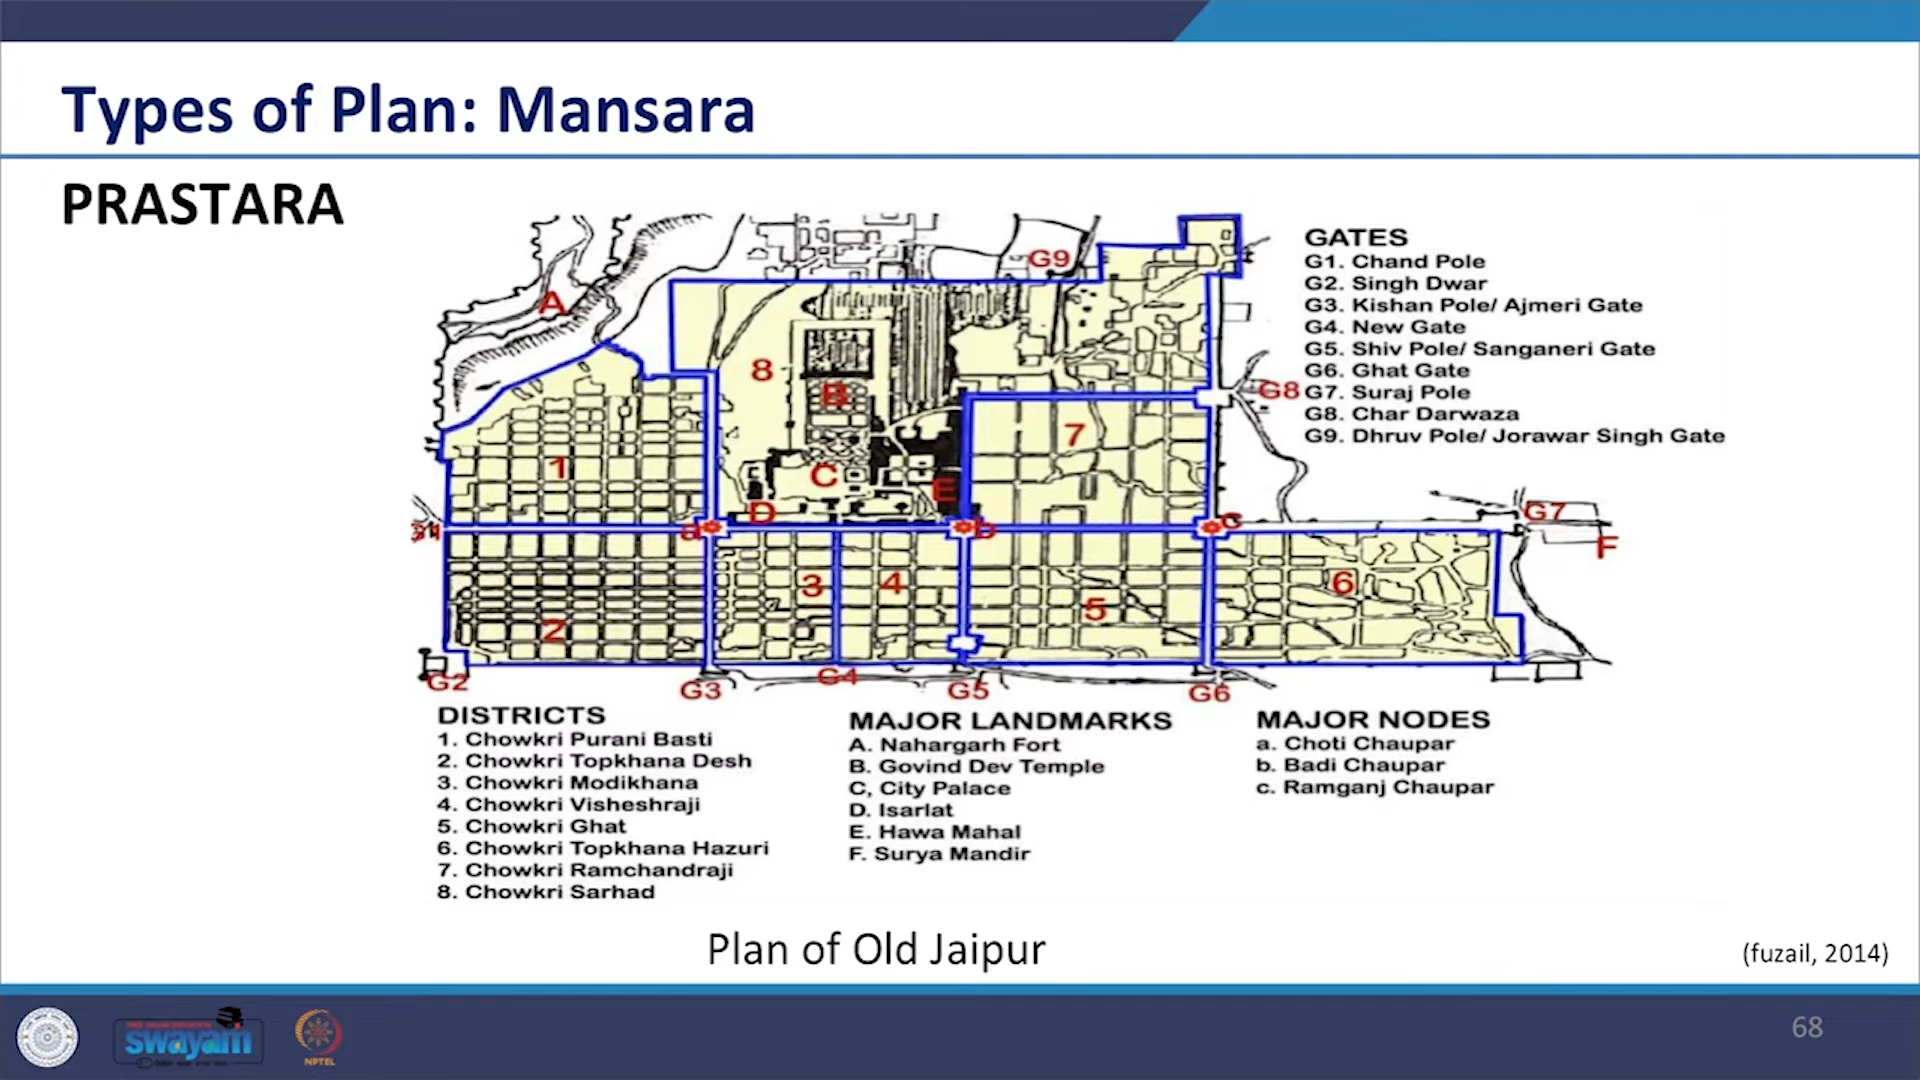 Types of Plan: Mansara
PRASTARA
GATES
G1. Chand Pole
G2. Singh Dwar
G3. Kishan Pole/ Ajmeri Gate
G4. New Gate
G5. Shiv Pole/ Sanganeri Gate
G6. Ghat Gate
G7. Suraj Pole
G8. Char Darwaza
G9. Dhruv Pole/ Jorawar Singh Gate
G9
A
8
B
G8
7
1
C
E
D
G7
b
c
F
3
4
6
5
2
G2
G3
G4
G5
G6
DISTRICTS
1. Chowkri Purani Basti
2. Chowkri Topkhana Desh
3. Chowkri Modikhana
4. Chowkri Visheshraji
5. Chowkri Ghat
6. Chowkri Topkhana Hazuri
7. Chowkri Ramchandraji
8. Chowkri Sarhad
MAJOR LANDMARKS
A. Nahargarh Fort
B. Govind Dev Temple
C, City Palace
D. Isarlat
E. Hawa Mahal
F. Surya Mandir
MAJOR NODES
a. Choti Chaupar
b. Badi Chaupar
c. Ramganj Chaupar
Plan of Old Jaipur
(fuzail, 2014)
swayam
NPTEL
68